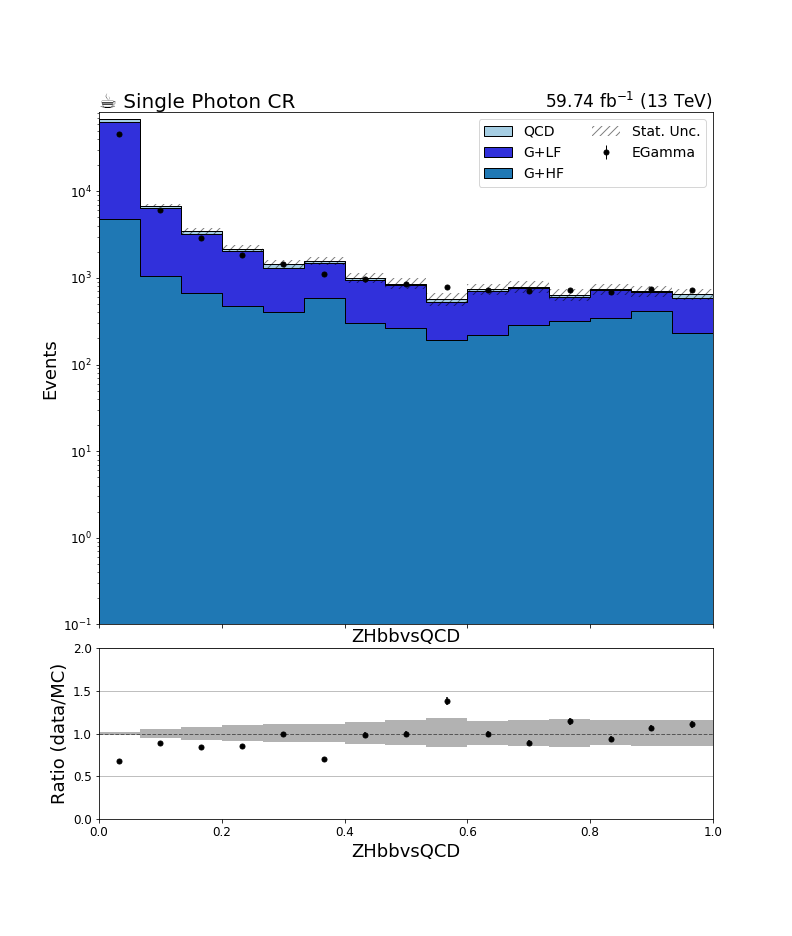 ☕ Single Photon CR
59.74 fb⁻¹ (13 TeV)
QCD
G+LF
G+HF
Stat. Unc.
EGamma
Events
10⁴
10³
10²
10¹
10⁰
10⁻¹
ZHbbvsQCD
Ratio (data/MC)
2.0
1.5
1.0
0.5
0.0
0.0 0.2 0.4 0.6 0.8 1.0
ZHbbvsQCD